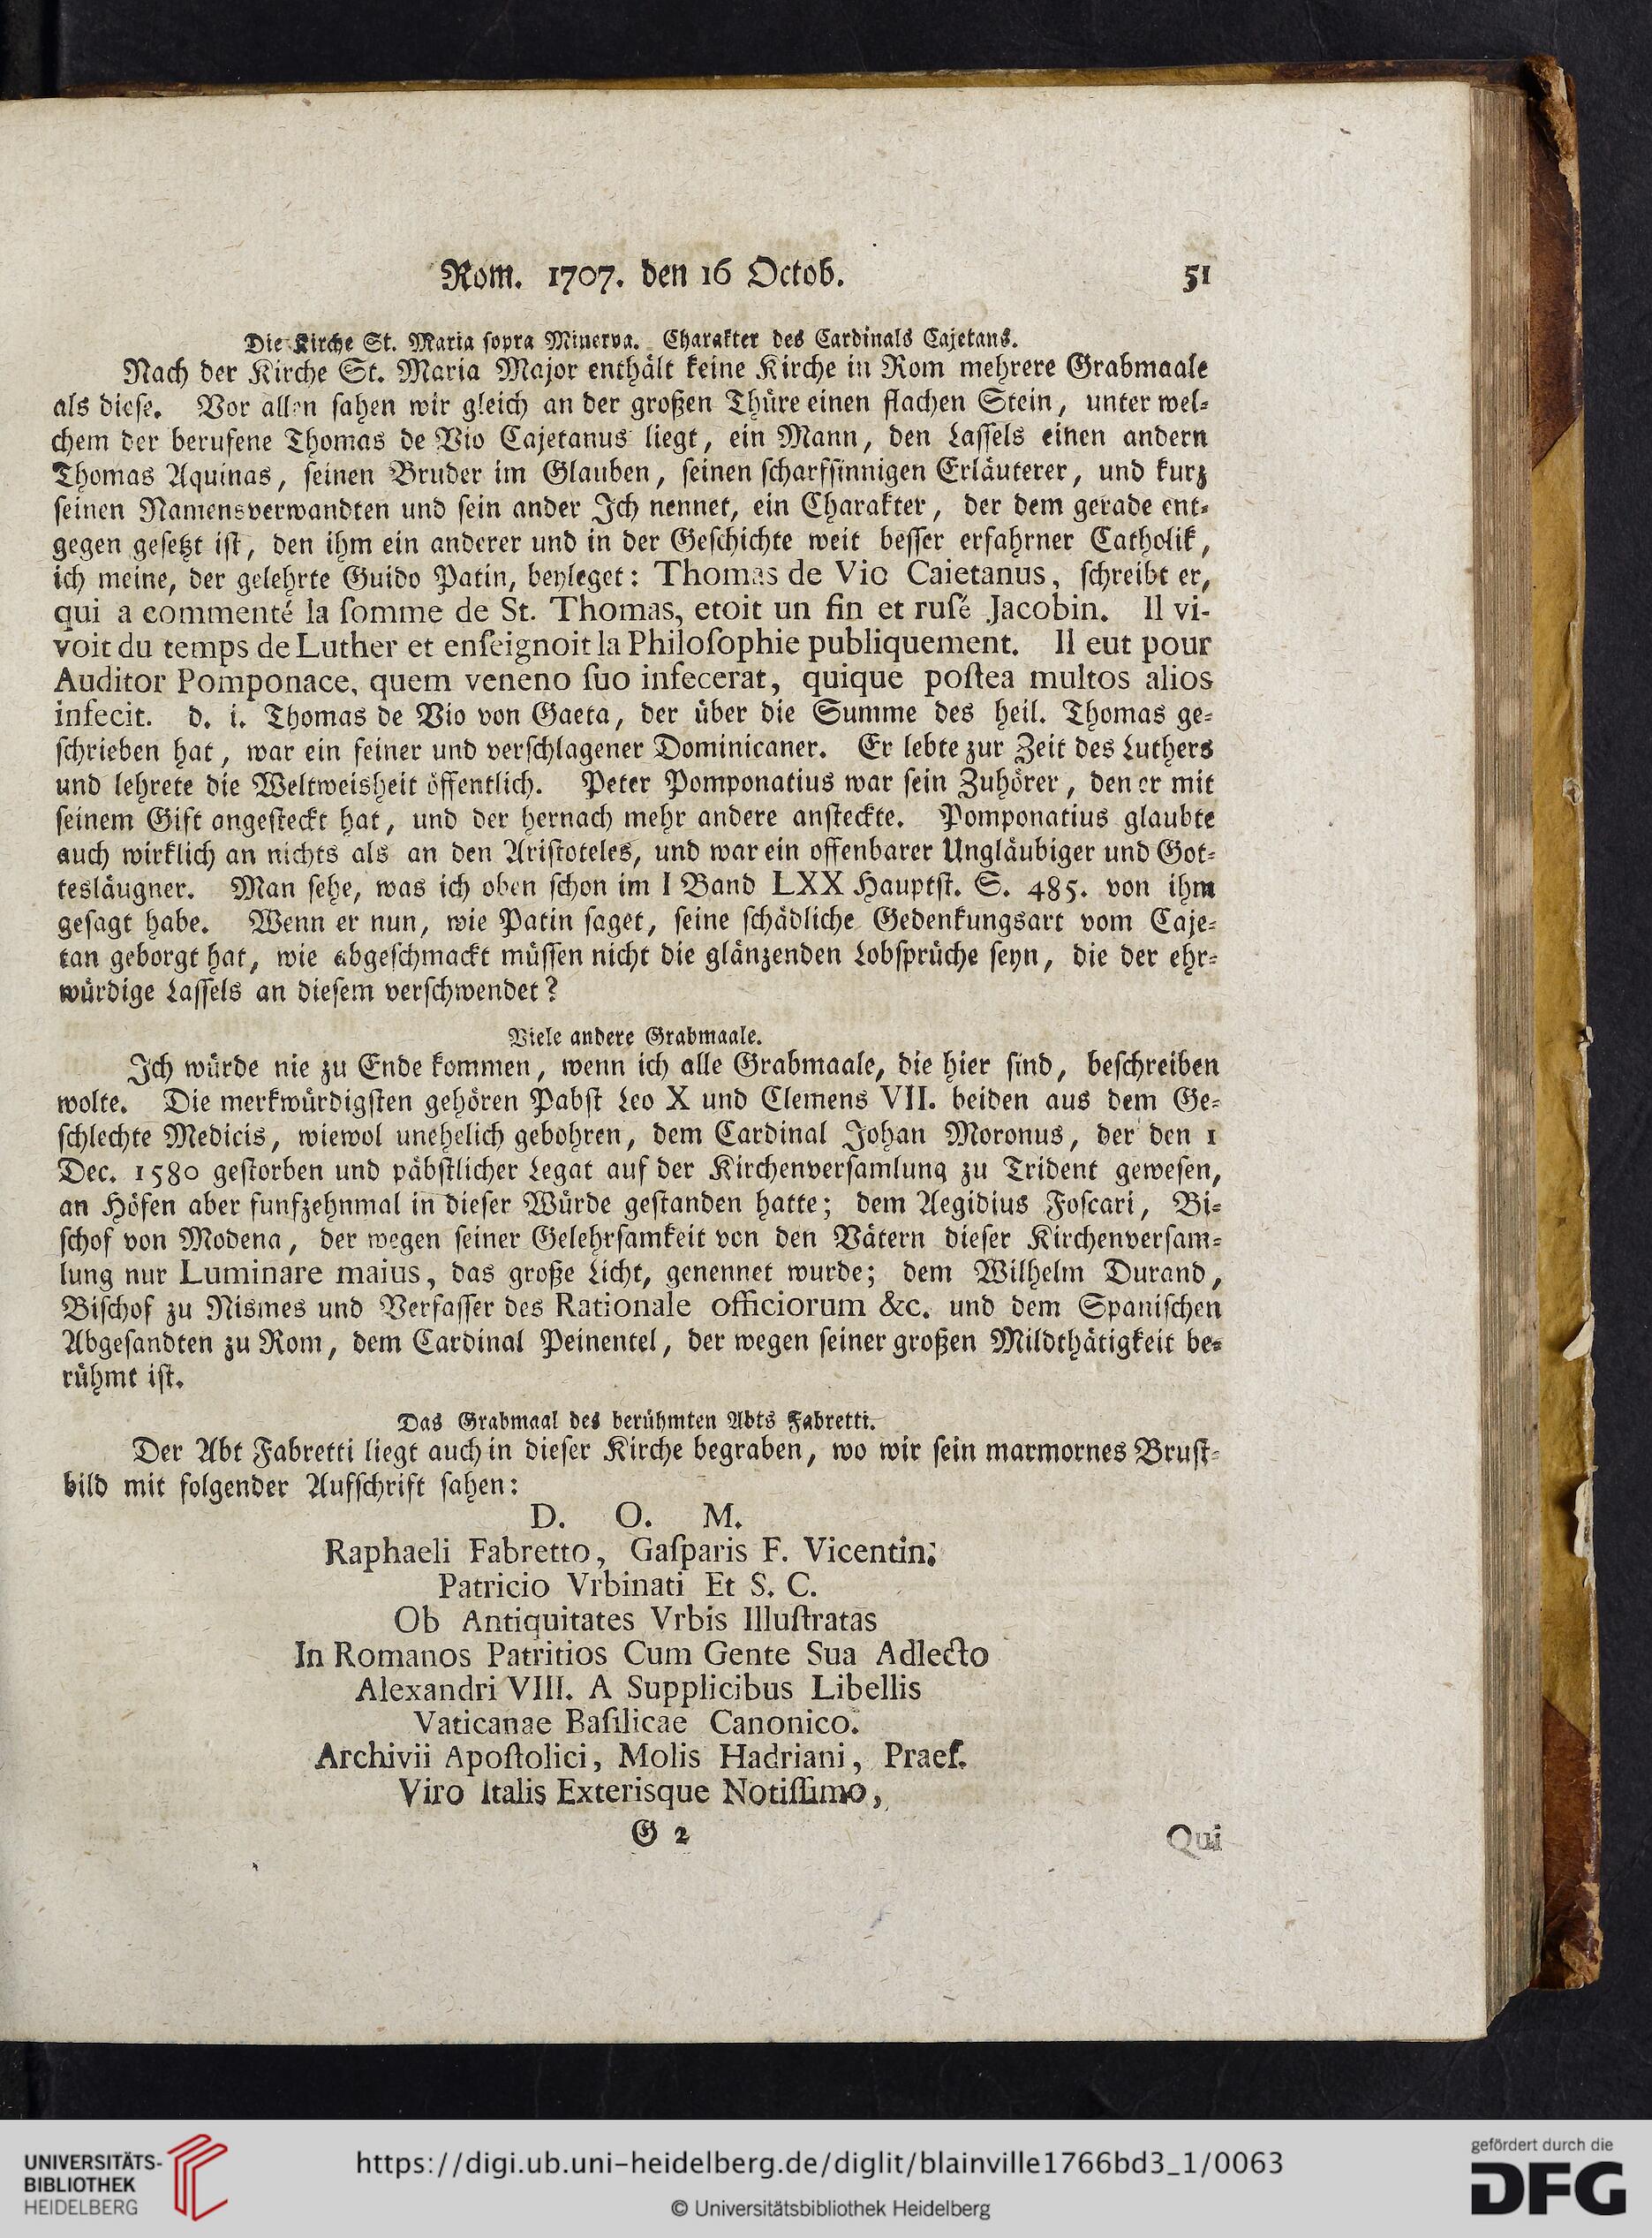 Rom. 1707. den 16 Octob. 51
Die Kirche St. Maria ſopra Minerva. Charakter des Cardinals Cajetans.
Nach der Kirche St. Maria Major enthält keine Kirche in Rom mehrere Grabmaale
als dieſe. Vor allen ſahen wir gleich an der großen Thüre einen flachen Stein, unter wel-
chem der berufene Thomas de Vio Cajetanus liegt, ein Mann, den Laſſels einen andern
Thomas Aquinas, ſeinen Bruder im Glauben, ſeinen ſcharfſinnigen Erläuterer, und kurz
ſeinen Namensverwandten und ſein ander Ich nennet, ein Charakter, der dem gerade ent-
gegen geſetzt iſt, den ihm ein anderer und in der Geſchichte weit beſſer erfahrner Catholik,
ich meine, der gelehrte Guido Patin, beyleget: Thomas de Vio Caietanus, ſchreibt er,
qui a commenté la ſomme de St. Thomas, etoit un fin et ruſé Jacobin. Il vi-
voit du temps de Luther et enſeignoit la Philoſophie publiquement. Il eut pour
Auditor Pomponace, quem veneno ſuo infecerat, quique poſtea multos alios
infecit. d. i. Thomas de Vio von Gaeta, der über die Summe des heil. Thomas ge-
ſchrieben hat, war ein feiner und verſchlagener Dominicaner. Er lebte zur Zeit des Luthers
und lehrete die Weltweisheit öffentlich. Peter Pomponatius war ſein Zuhörer, den er mit
ſeinem Gift angeſteckt hat, und der hernach mehr andere anſteckte. Pomponatius glaubte
auch wirklich an nichts als an den Ariſtoteles, und war ein offenbarer Ungläubiger und Got-
tesläugner. Man ſehe, was ich oben ſchon im I Band LXX Hauptſt. S. 485. von ihm
geſagt habe. Wenn er nun, wie Patin ſaget, ſeine ſchädliche Gedenkungsart vom Caje-
tan geborgt hat, wie abgeſchmackt müſſen nicht die glänzenden Lobſprüche ſeyn, die der ehr-
würdige Laſſels an dieſem verſchwendet?
Viele andere Grabmaale.
Ich würde nie zu Ende kommen, wenn ich alle Grabmaale, die hier ſind, beſchreiben
wolte. Die merkwürdigſten gehören Pabſt Leo X und Clemens VII. beiden aus dem Ge-
ſchlechte Medicis, wiewol unehelich gebohren, dem Cardinal Johan Moronus, der den 1
Dec. 1580 geſtorben und päbſtlicher Legat auf der Kirchenverſamlung zu Trident geweſen,
an Höfen aber funfzehnmal in dieſer Würde geſtanden hatte; dem Aegidius Foſcari, Bi-
ſchof von Modena, der wegen ſeiner Gelehrſamkeit von den Vätern dieſer Kirchenverſam-
lung nur Luminare maius, das große Licht, genennet wurde; dem Wilhelm Durand,
Biſchof zu Nismes und Verfaſſer des Rationale officiorum &c. und dem Spaniſchen
Abgeſandten zu Rom, dem Cardinal Peinentel, der wegen ſeiner großen Mildthätigkeit be-
rühmt iſt.
Das Grabmaal des berühmten Abts Fabretti.
Der Abt Fabretti liegt auch in dieſer Kirche begraben, wo wir ſein marmornes Bruſt-
bild mit folgender Aufſchrift ſahen:
D. O. M.
Raphaeli Fabretto, Gaſparis F. Vicentin;
Patricio Vrbinati Et S. C.
Ob Antiquitates Vrbis Illuſtratas
In Romanos Patritios Cum Gente Sua Adlecto
Alexandri VIII. A Supplicibus Libellis
Vaticanae Baſilicae Canonico.
Archivii Apoſtolici, Molis Hadriani, Praef.
Viro Italis Exterisque Notiſſimo,
G 2 Qui
UNIVERSITÄTS-
BIBLIOTHEK
HEIDELBERG
https://digi.ub.uni-heidelberg.de/diglit/blainville1766bd3_1/0063
© Universitätsbibliothek Heidelberg
gefördert durch die
DFG